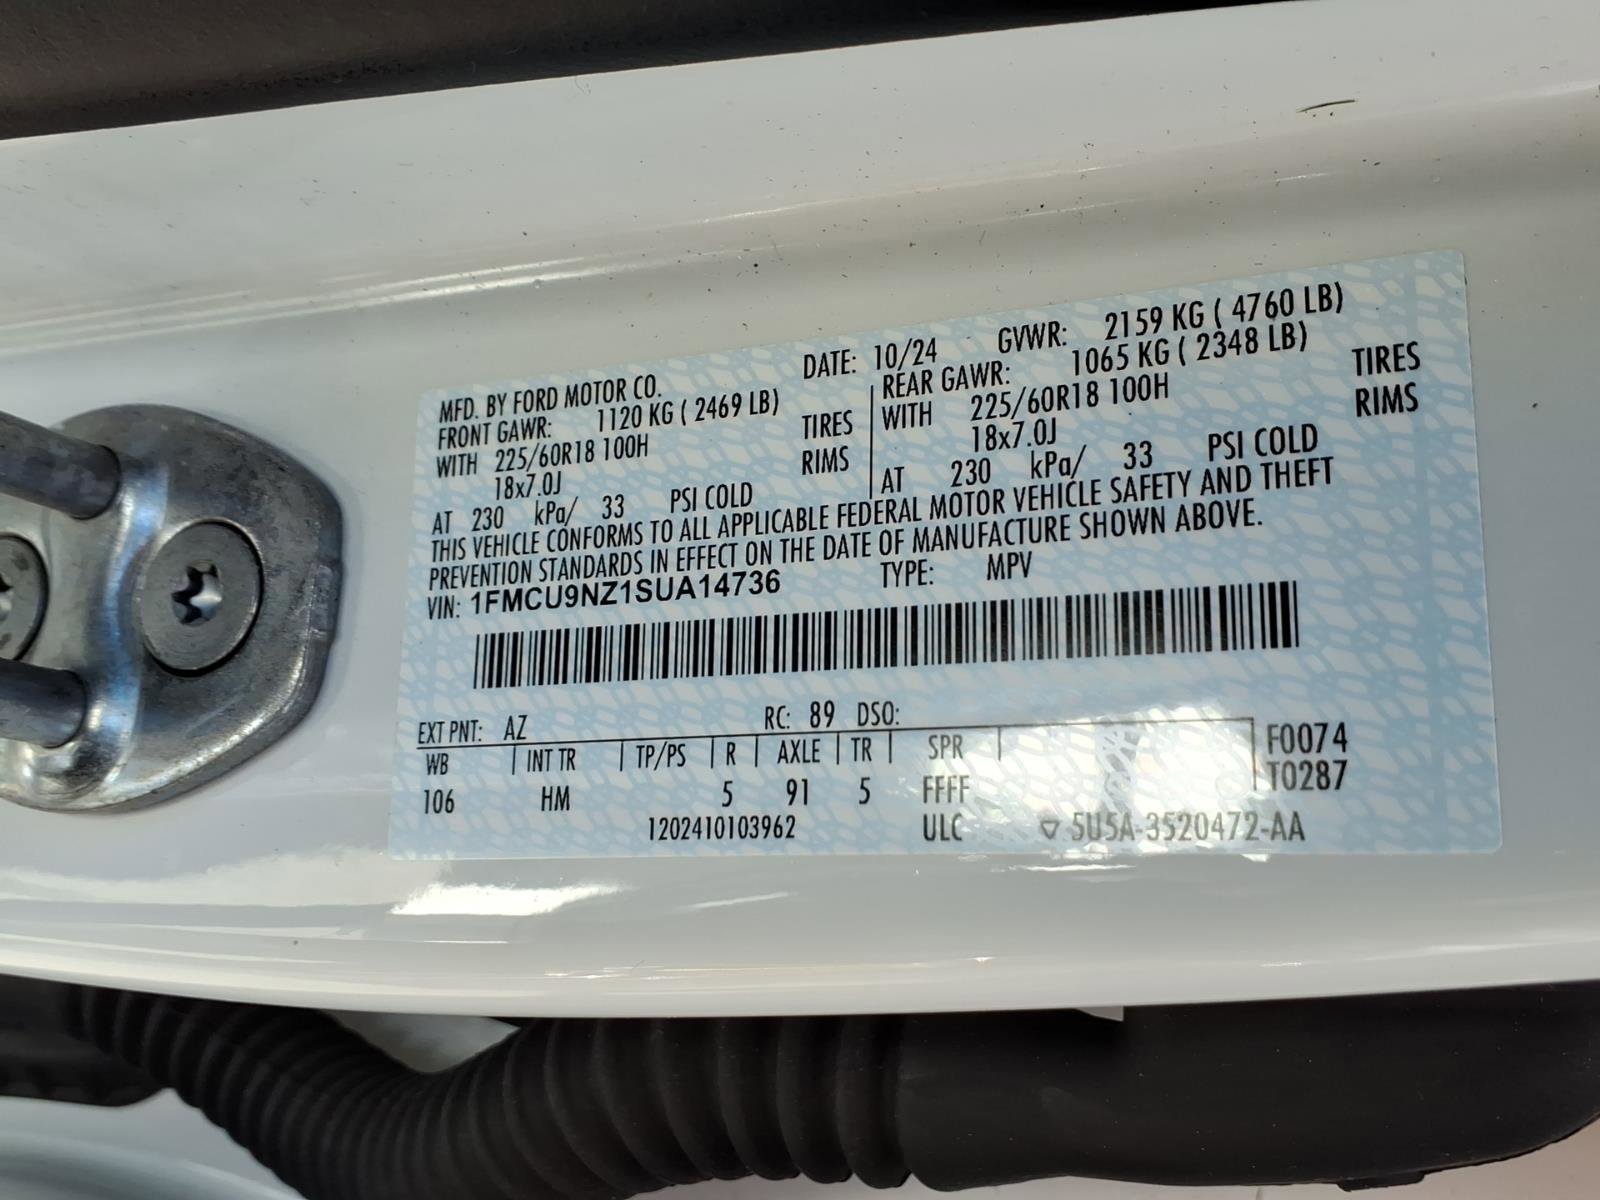 MFD. BY FORD MOTOR CO. DATE: 10/24 GVWR: 2159 KG ( 4760 LB)
FRONT GAWR: 1120 KG ( 2469 LB) REAR GAWR: 1065 KG ( 2348 LB)
WITH 225/60R18 100H TIRES WITH 225/60R18 100H TIRES
18x7.0J RIMS 18x7.0J RIMS
AT 230 kPa/ 33 PSI COLD AT 230 kPa/ 33 PSI COLD
THIS VEHICLE CONFORMS TO ALL APPLICABLE FEDERAL MOTOR VEHICLE SAFETY AND THEFT
PREVENTION STANDARDS IN EFFECT ON THE DATE OF MANUFACTURE SHOWN ABOVE.
VIN: 1FMCU9NZ1SUA14736 TYPE: MPV
EXT PNT: AZ RC: 89 DSO:
WB INT TR TP/PS R AXLE TR SPR F0074
106 HM 5 91 5 FFFF T0287
1202410103962 ULC 5U5A-3520472-AA